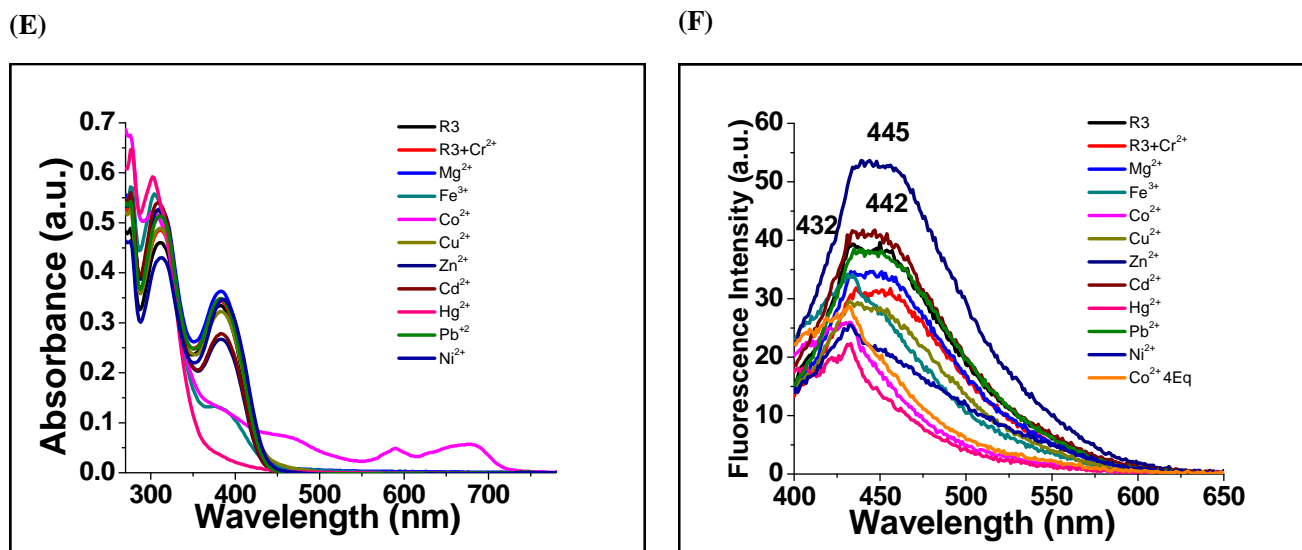 (E)
(F)
0.7
0.6
0.5
0.4
0.3
0.2
0.1
0.0
Absorbance (a.u.)
300
400
500
600
700
Wavelength (nm)
R3
R3+Cr²⁺
Mg²⁺
Fe³⁺
Co²⁺
Cu²⁺
Zn²⁺
Cd²⁺
Hg²⁺
Pb⁺²
Ni²⁺
60
50
40
30
20
10
0
Fluorescence Intensity (a.u.)
400
450
500
550
600
650
Wavelength (nm)
445
442
432
R3
R3+Cr²⁺
Mg²⁺
Fe³⁺
Co²⁺
Cu²⁺
Zn²⁺
Cd²⁺
Hg²⁺
Pb²⁺
Ni²⁺
Co²⁺ 4Eq